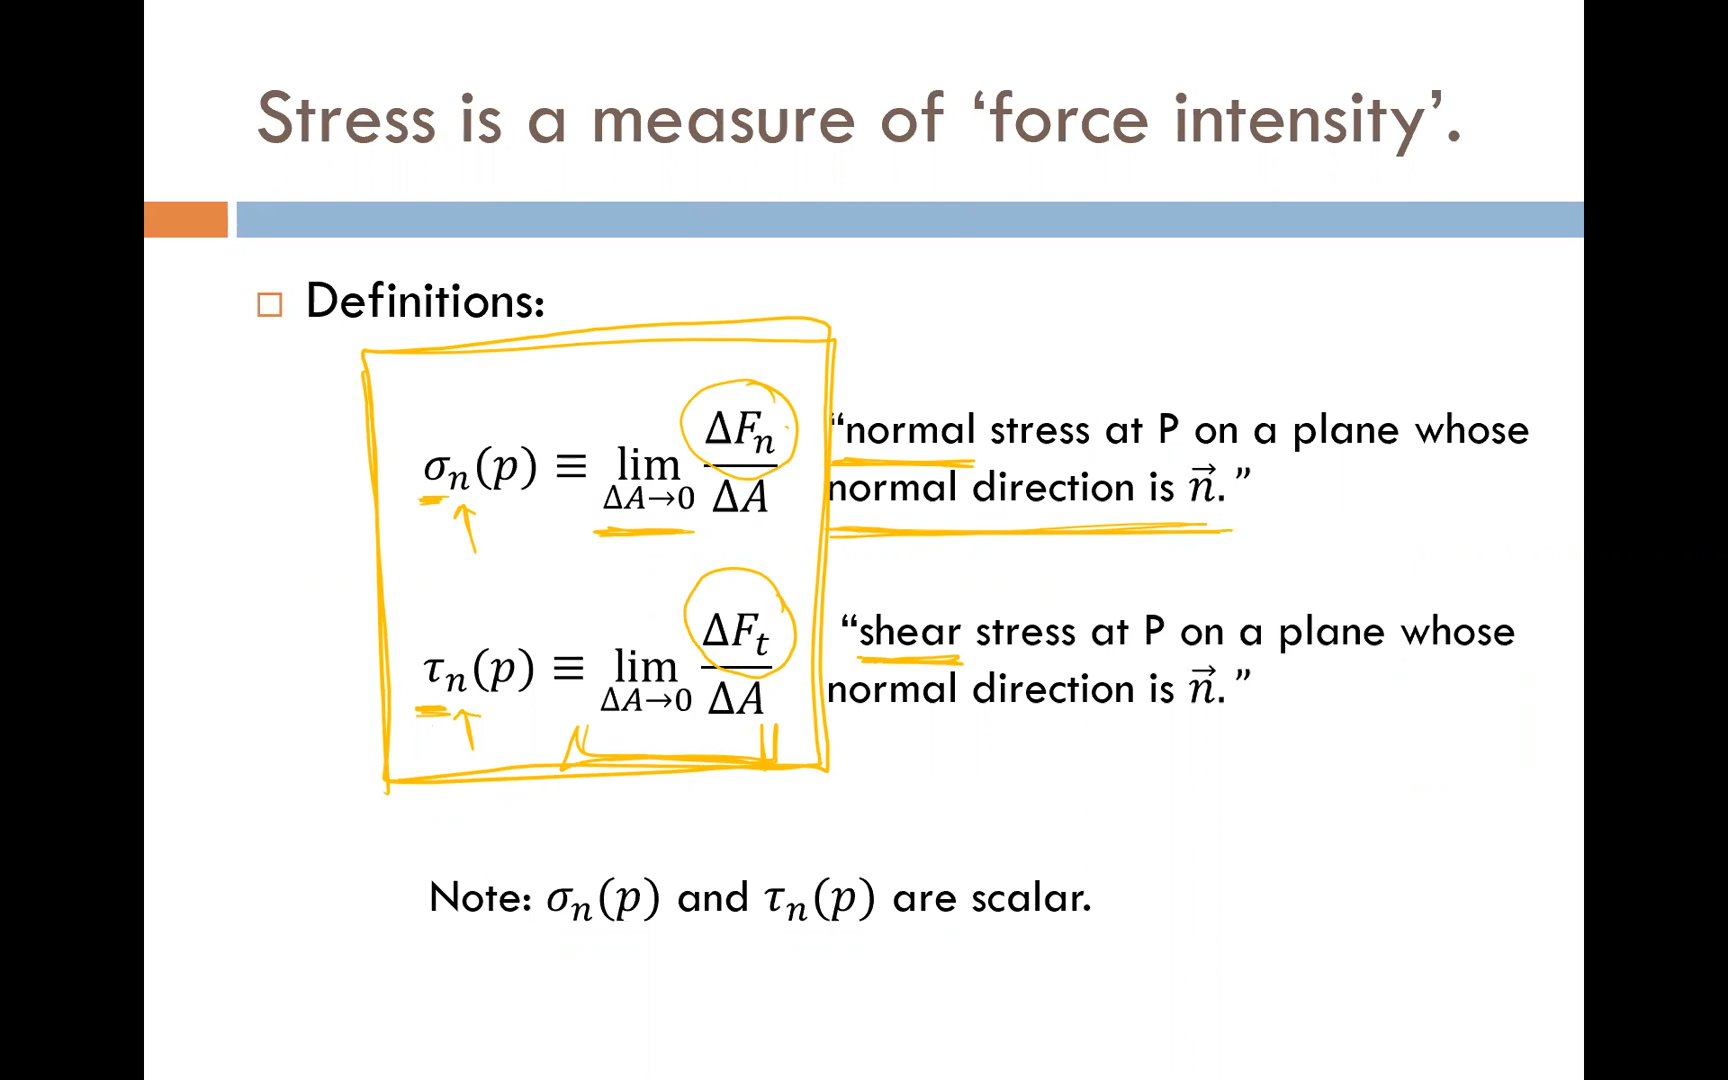 Stress is a measure of ‘force intensity’.
Definitions:
σₙ(p) ≡ lim_{ΔA→0} ΔFₙ/ΔA “normal stress at P on a plane whose
normal direction is n⃗.”
τₙ(p) ≡ lim_{ΔA→0} ΔFₜ/ΔA “shear stress at P on a plane whose
normal direction is n⃗.”
Note: σₙ(p) and τₙ(p) are scalar.